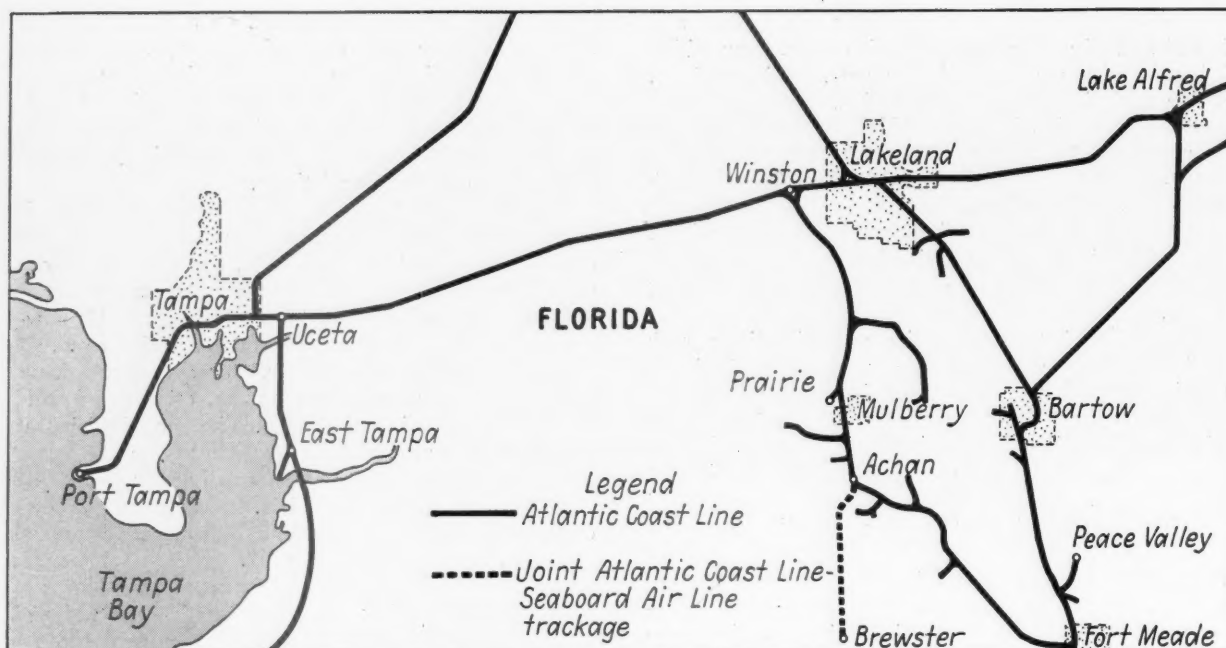 Lake Alfred
Lakeland
Winston
Tampa
Uceta
FLORIDA
Prairie
Mulberry
Bartow
East Tampa
Achan
Port Tampa
Legend
Atlantic Coast Line
Peace Valley
Tampa
Bay
Joint Atlantic Coast Line-
Seaboard Air Line
trackage
Brewster
Fort Meade